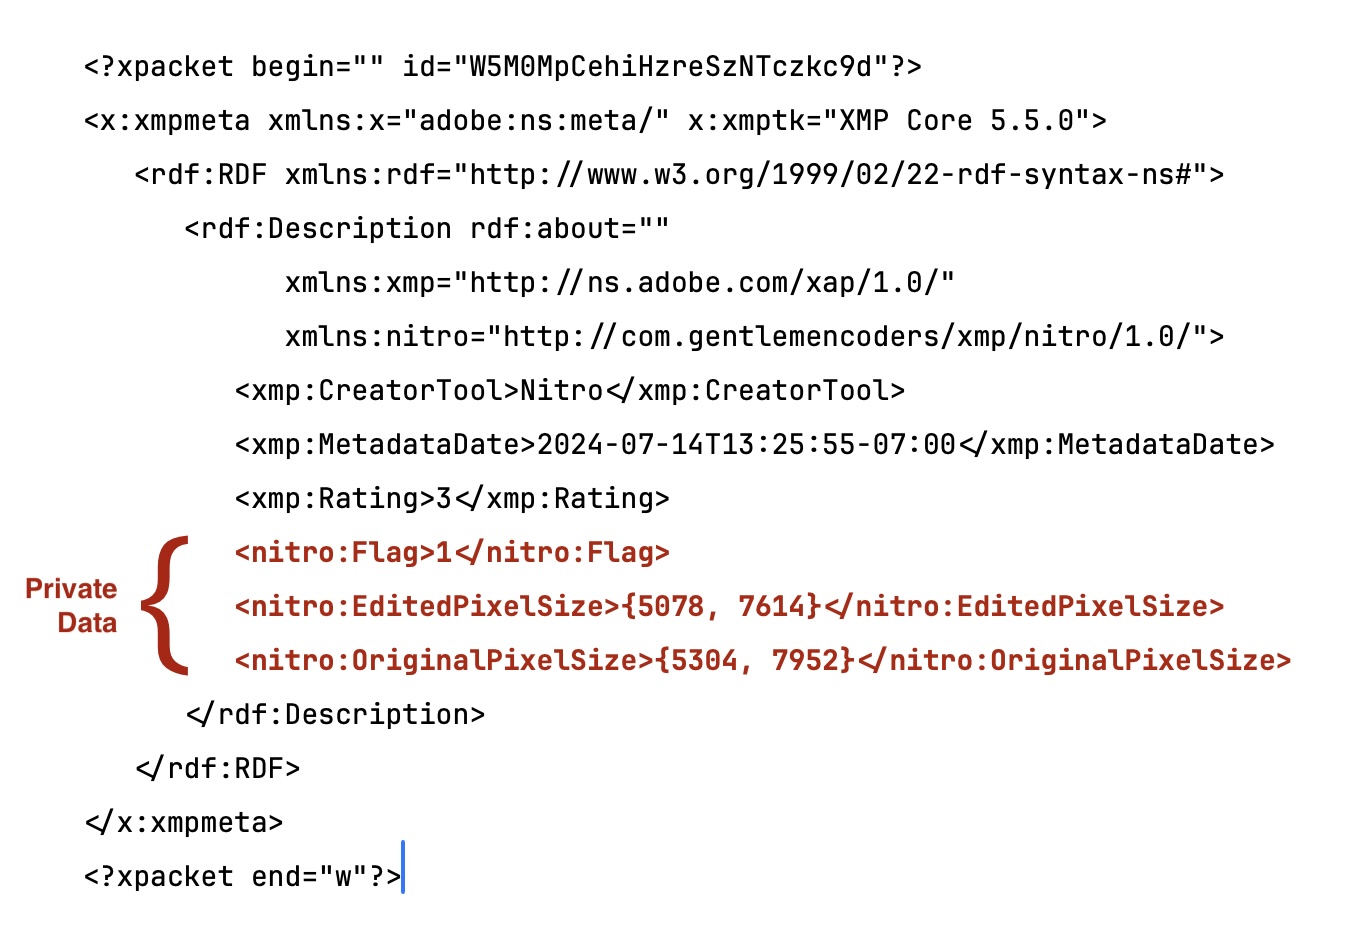 <?xpacket begin="" id="W5M0MpCehiHzreSzNTczkc9d"?>
<x:xmpmeta xmlns:x="adobe:ns:meta/" x:xmptk="XMP Core 5.5.0">
<rdf:RDF xmlns:rdf="http://www.w3.org/1999/02/22-rdf-syntax-ns#">
<rdf:Description rdf:about=""
xmlns:xmp="http://ns.adobe.com/xap/1.0/"
xmlns:nitro="http://com.gentlemencoders/xmp/nitro/1.0/">
<xmp:CreatorTool>Nitro</xmp:CreatorTool>
<xmp:MetadataDate>2024-07-14T13:25:55-07:00</xmp:MetadataDate>
<xmp:Rating>3</xmp:Rating>
Private
Data
{
<nitro:Flag>1</nitro:Flag>
<nitro:EditedPixelSize>{5078, 7614}</nitro:EditedPixelSize>
<nitro:OriginalPixelSize>{5304, 7952}</nitro:OriginalPixelSize>
</rdf:Description>
</rdf:RDF>
</x:xmpmeta>
<?xpacket end="w"?>